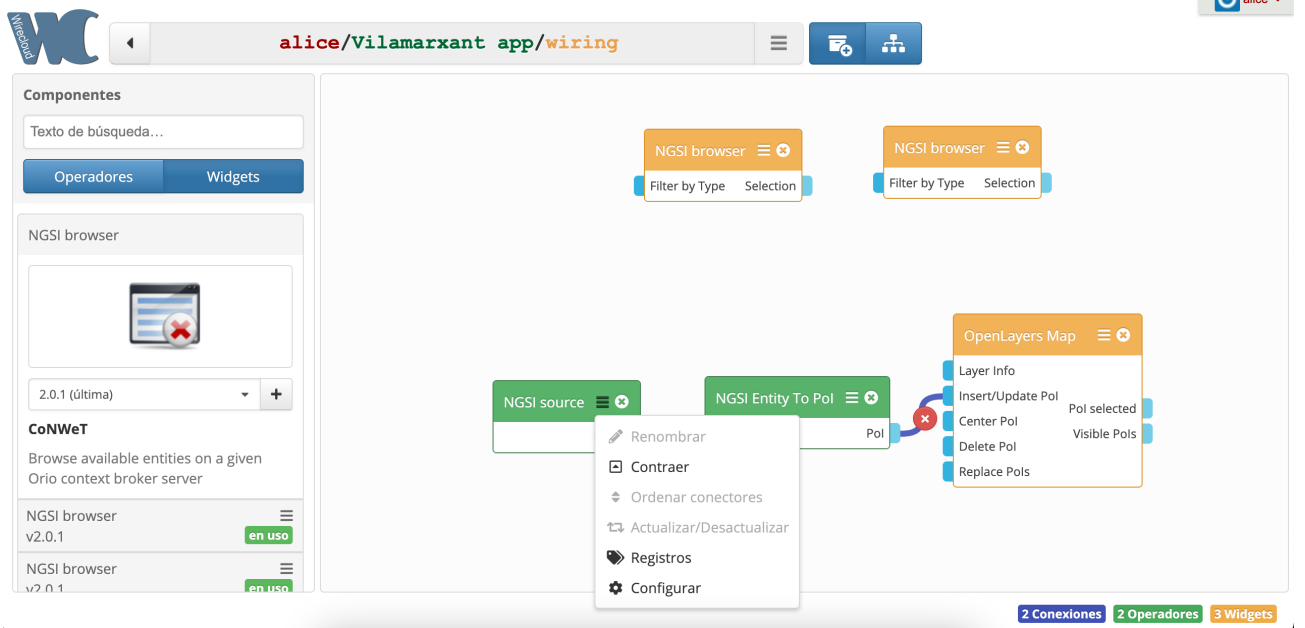 Wirecloud
WC
alice
alice/Vilamarxant app/wiring
Componentes
Texto de búsqueda...
Operadores
Widgets
NGSI browser
2.0.1 (última)
CoNWeT
Browse available entities on a given
Orio context broker server
NGSI browser
v2.0.1
en uso
NGSI browser
v2.0.1
en uso
NGSI browser
Filter by Type Selection
NGSI browser
Filter by Type Selection
NGSI source
NGSI Entity To PoI
PoI
OpenLayers Map
Layer Info
Insert/Update PoI
Center PoI
Delete PoI
Replace PoIs
PoI selected
Visible PoIs
Renombrar
Contraer
Ordenar conectores
Actualizar/Desactualizar
Registros
Configurar
2 Conexiones 2 Operadores 3 Widgets